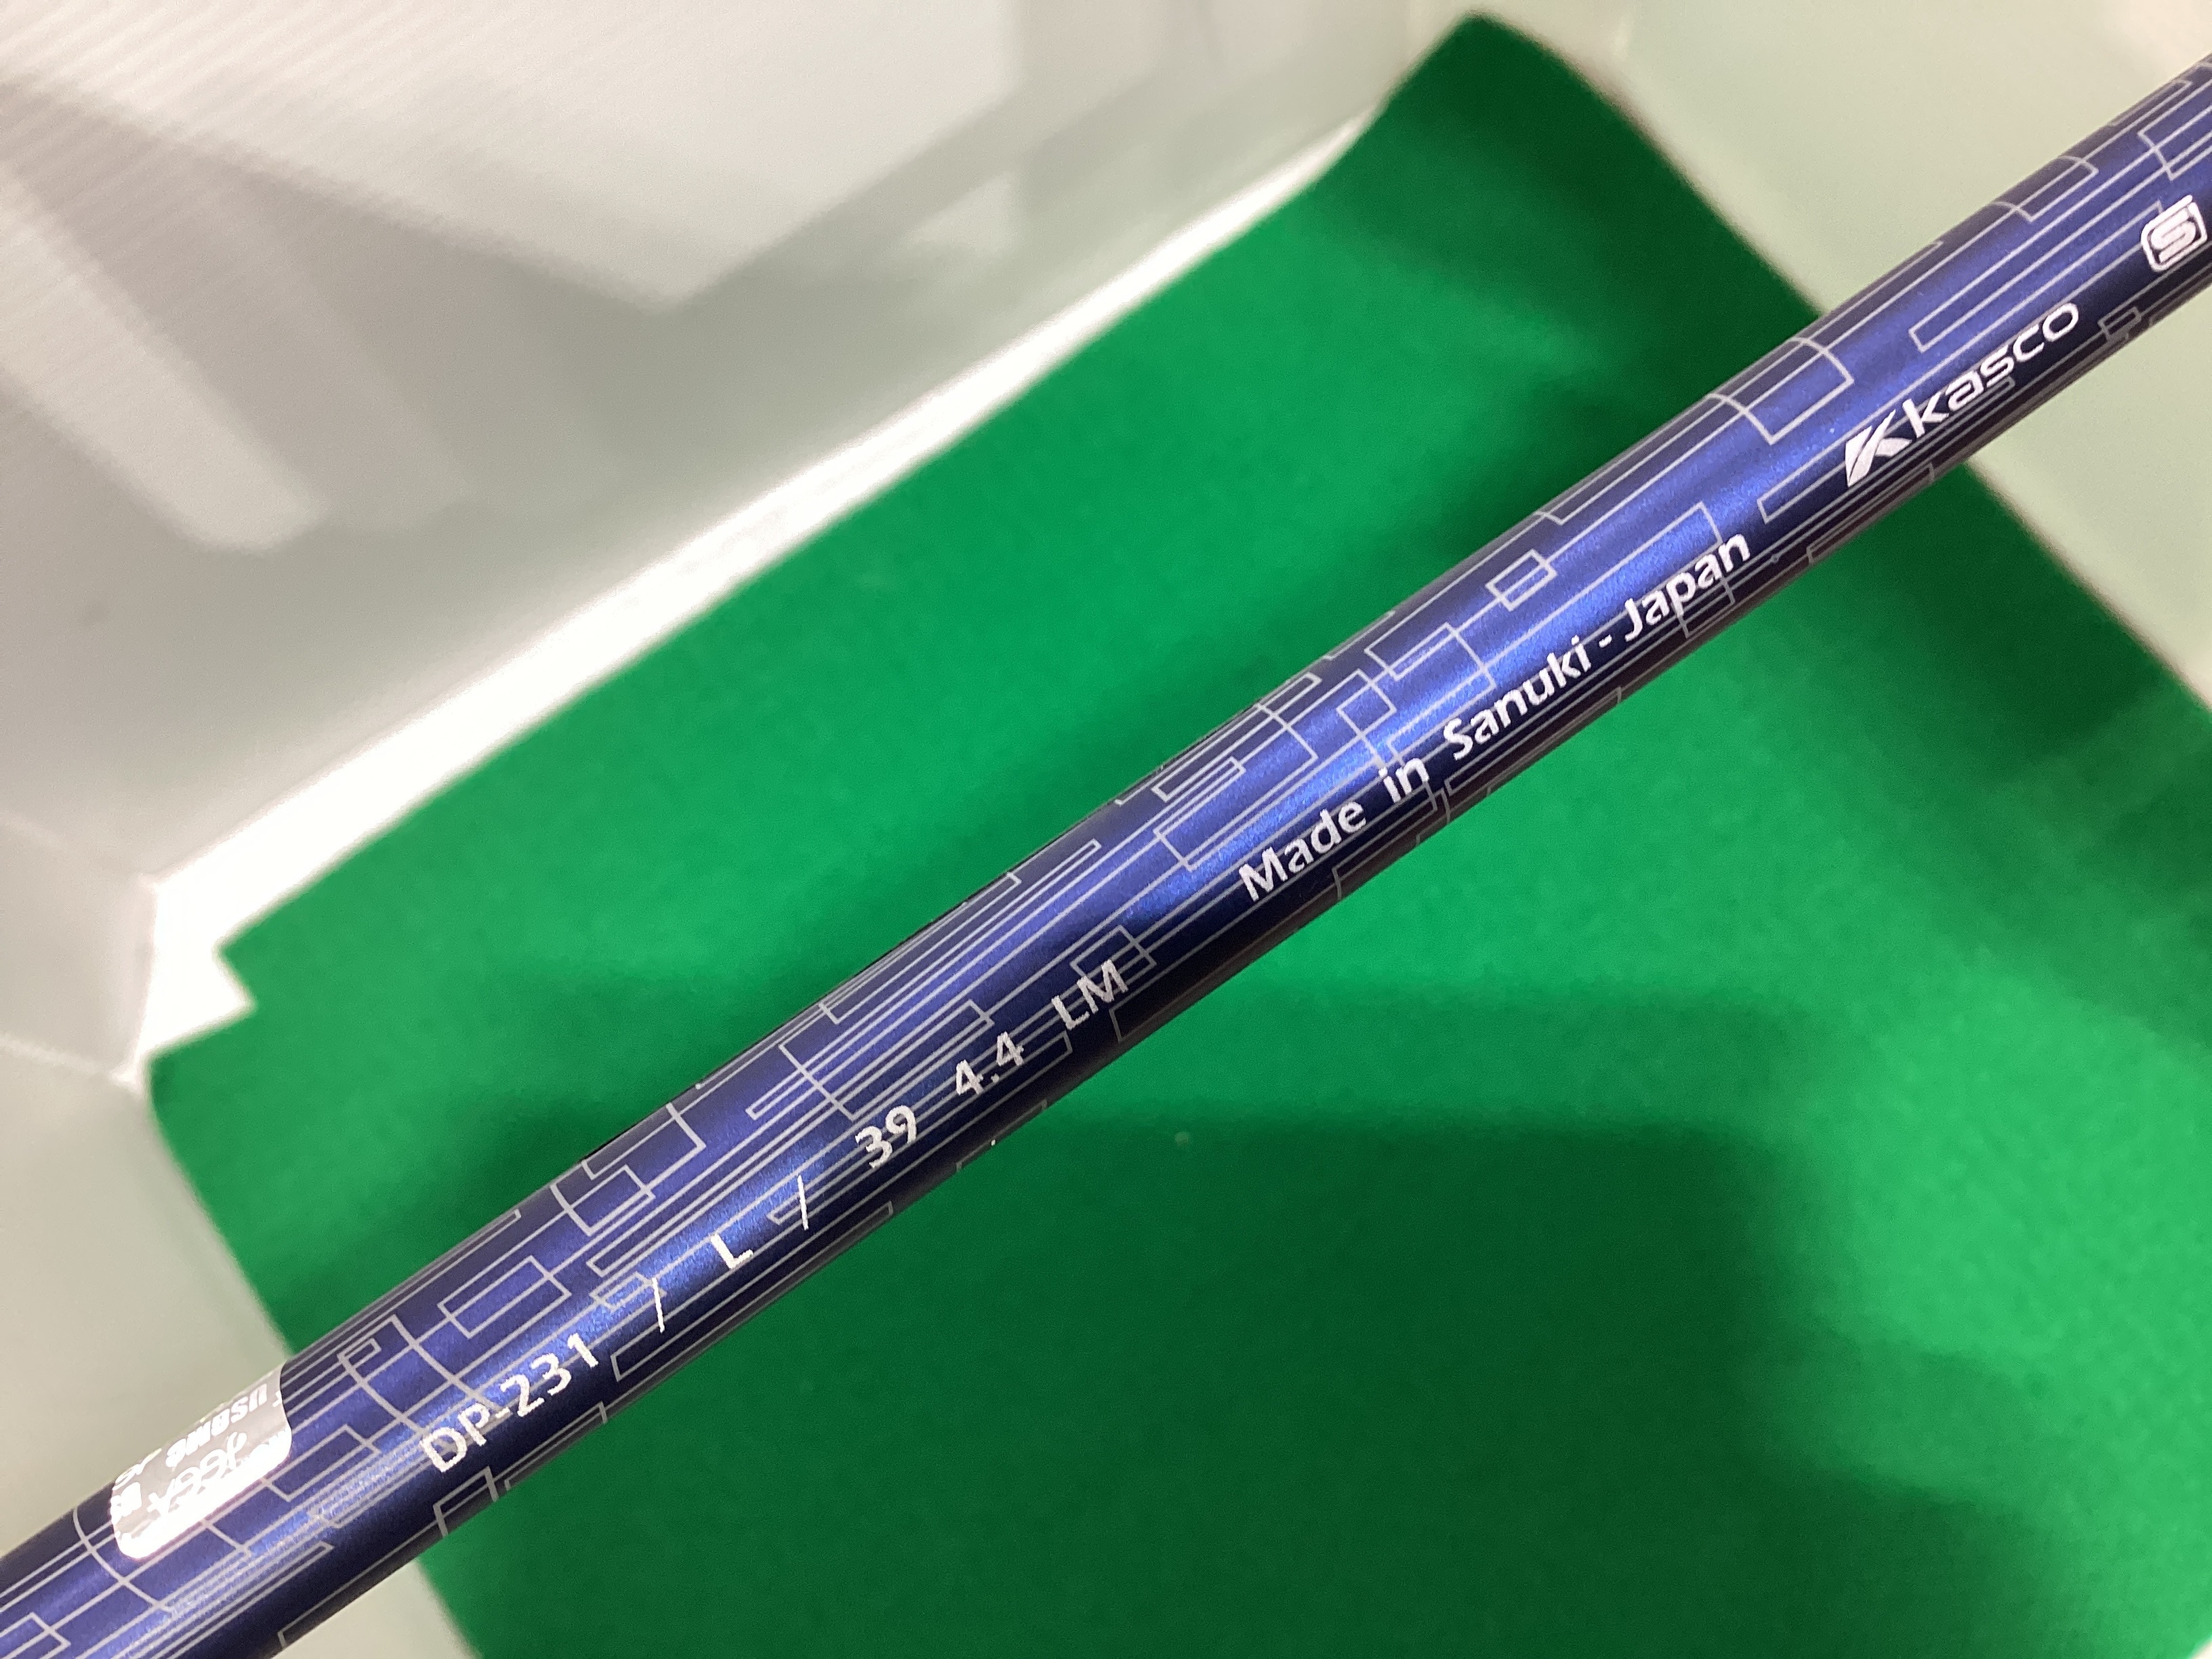 DP-231 / L / 39 4.4 LM Made in Sanuki - Japan kasco S